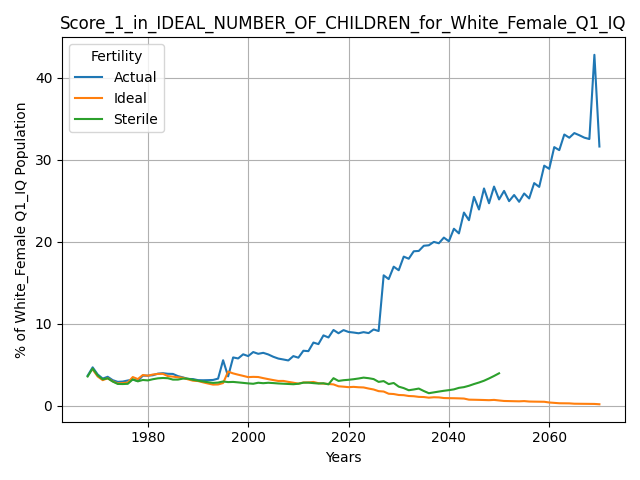 Score_1_in_IDEAL_NUMBER_OF_CHILDREN_for_White_Female_Q1_IQ
Fertility
Actual
Ideal
Sterile
% of White_Female Q1_IQ Population
40
30
20
10
0
1980
2000
2020
2040
2060
Years